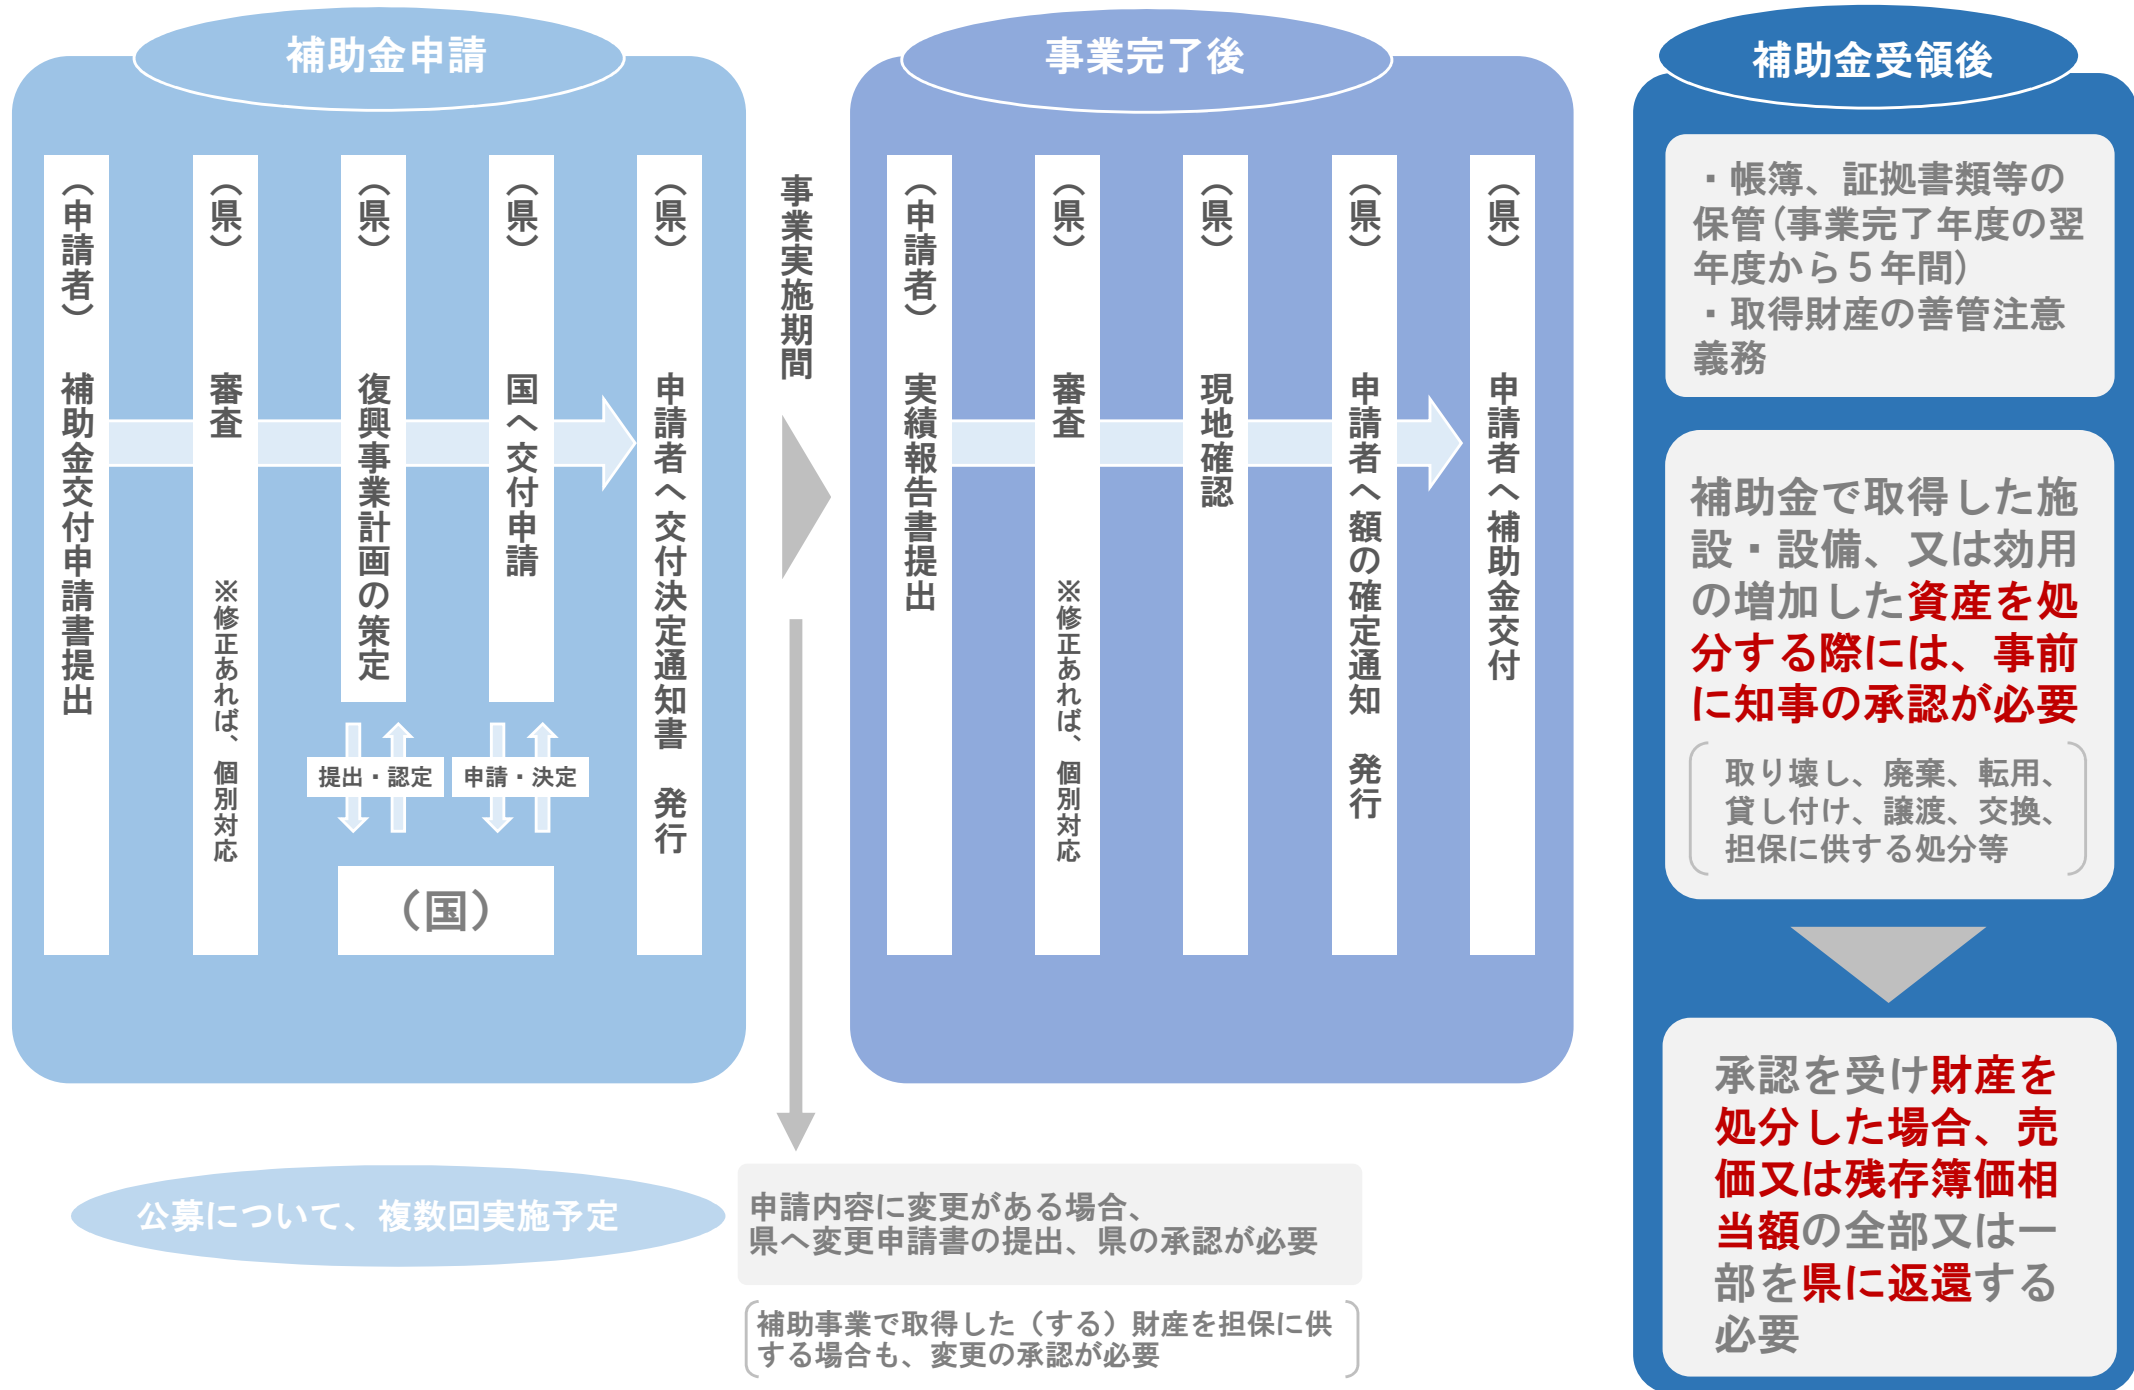 補助金申請
（申請者）　補助金交付申請書提出
（県）　審査　※修正あれば、個別対応
（県）　復興事業計画の策定
（県）　国へ交付申請
提出・認定
申請・決定
（国）
（県）　申請者へ交付決定通知書　発行
事業実施期間
事業完了後
（申請者）　実績報告書提出
（県）　審査　※修正あれば、個別対応
（県）　現地確認
（県）　申請者へ額の確定通知　発行
（県）　申請者へ補助金交付
公募について、複数回実施予定
申請内容に変更がある場合、
県へ変更申請書の提出、県の承認が必要
補助事業で取得した（する）財産を担保に供
する場合も、変更の承認が必要
補助金受領後
・帳簿、証拠書類等の
保管（事業完了年度の翌
年度から５年間）
・取得財産の善管注意
義務
補助金で取得した施
設・設備、又は効用
の増加した資産を処
分する際には、事前
に知事の承認が必要
取り壊し、廃棄、転用、
貸し付け、譲渡、交換、
担保に供する処分等
承認を受け財産を
処分した場合、売
価又は残存簿価相
当額の全部又は一
部を県に返還する
必要